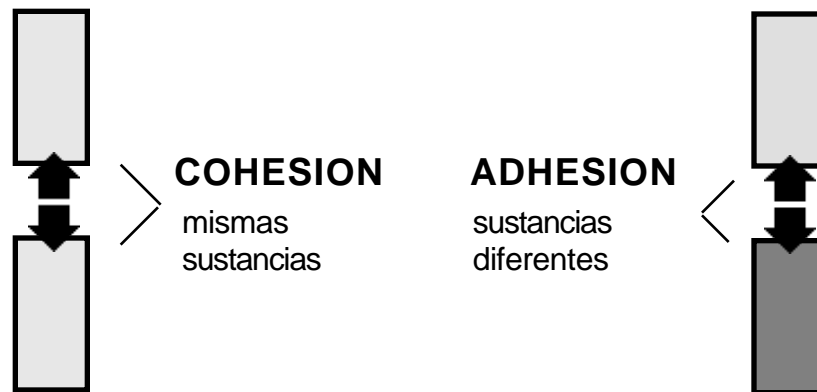 COHESION
mismas
sustancias
ADHESION
sustancias
diferentes